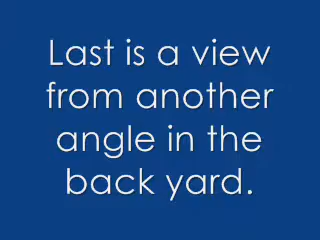 Last is a view
from another
angle in the
back yard.